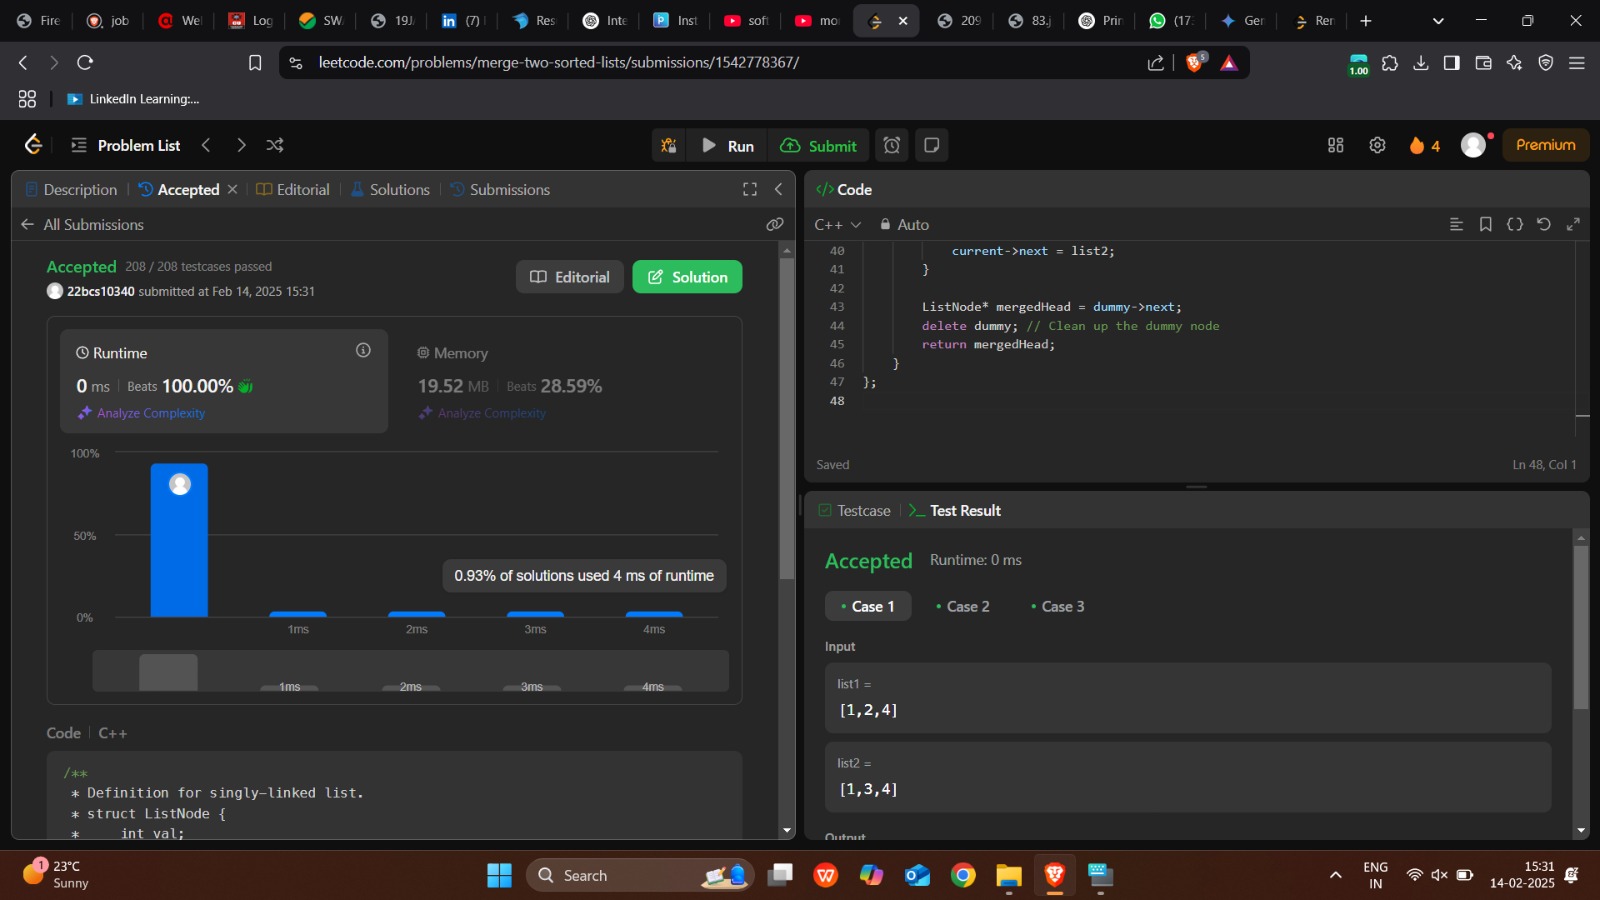 Fire
job
Wel
Log
SWA
19J
(7)
Res
Inte
Inst
soft
mo
209
83.j
Prin
(17)
Gen
Ren
leetcode.com/problems/merge-two-sorted-lists/submissions/1542778367/
5
1.00
LinkedIn Learning:...
Problem List
Run
Submit
4
Premium
Description
Accepted
Editorial
Solutions
Submissions
All Submissions
Accepted 208 / 208 testcases passed
22bcs10340 submitted at Feb 14, 2025 15:31
Editorial
Solution
Runtime
0 ms Beats 100.00%
Analyze Complexity
Memory
19.52 MB Beats 28.59%
Analyze Complexity
100%
50%
0.93% of solutions used 4 ms of runtime
0%
1ms 2ms 3ms 4ms
1ms 2ms 3ms 4ms
Code C++
/**
* Definition for singly-linked list.
* struct ListNode {
* int val;
</> Code
C++ Auto
40 current->next = list2;
41 }
42
43 ListNode* mergedHead = dummy->next;
44 delete dummy; // Clean up the dummy node
45 return mergedHead;
46 }
47 };
48
Saved
Ln 48, Col 1
Testcase
Test Result
Accepted Runtime: 0 ms
Case 1 Case 2 Case 3
Input
list1 =
[1,2,4]
list2 =
[1,3,4]
Output
1
23°C
Sunny
Search
ENG
IN
15:31
14-02-2025